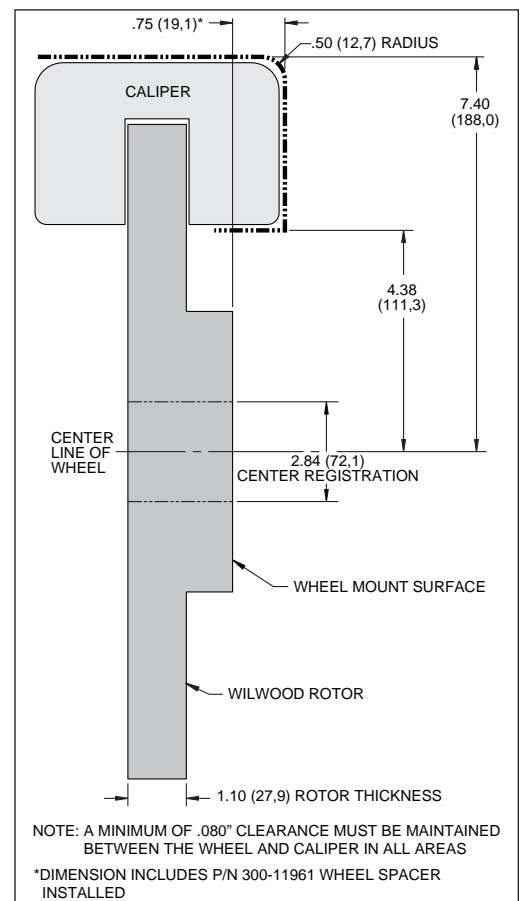 .75 (19,1)*
.50 (12,7) RADIUS
CALIPER
7.40
(188,0)
4.38
(111,3)
CENTER
LINE OF
WHEEL
2.84 (72,1)
CENTER REGISTRATION
WHEEL MOUNT SURFACE
WILWOOD ROTOR
1.10 (27,9) ROTOR THICKNESS
NOTE: A MINIMUM OF .080" CLEARANCE MUST BE MAINTAINED
BETWEEN THE WHEEL AND CALIPER IN ALL AREAS
*DIMENSION INCLUDES P/N 300-11961 WHEEL SPACER
INSTALLED